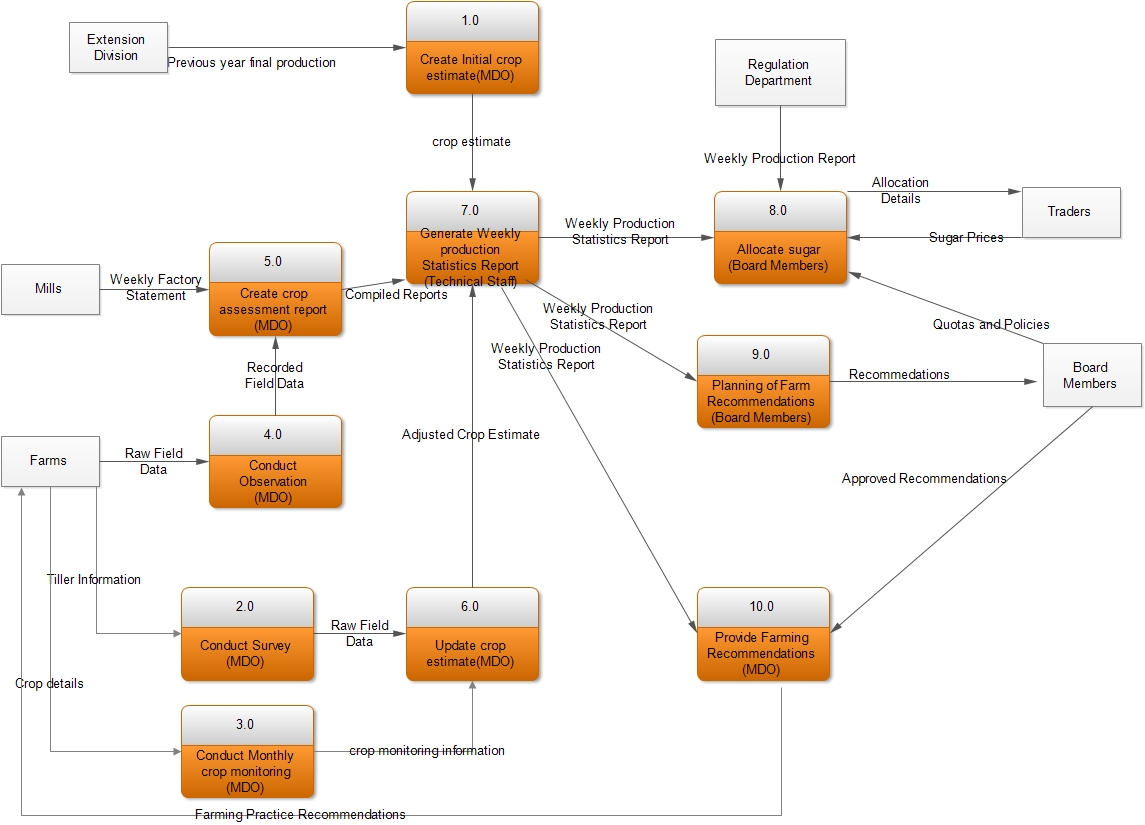 1.0
Extension
Division
Create Initial crop
estimate(MDO)
Previous year final production
Regulation
Department
crop estimate
Weekly Production Report
7.0
Generate Weekly
production
Statistics Report
(Technical Staff)
Weekly Production
Statistics Report
8.0
Allocate sugar
(Board Members)
Allocation
Details
Traders
Sugar Prices
Mills
Weekly Factory
Statement
5.0
Create crop
assessment report
(MDO)
Compiled Reports
Weekly Production
Statistics Report
Weekly Production
Statistics Report
Quotas and Policies
9.0
Planning of Farm
Recommendations
(Board Members)
Recommedations
Board
Members
Recorded
Field Data
4.0
Conduct
Observation
(MDO)
Farms
Raw Field
Data
Adjusted Crop Estimate
Approved Recommendations
Tiller Information
2.0
Conduct Survey
(MDO)
Raw Field
Data
6.0
Update crop
estimate(MDO)
10.0
Provide Farming
Recommendations
(MDO)
Crop details
3.0
Conduct Monthly
crop monitoring
(MDO)
crop monitoring information
Farming Practice Recommendations